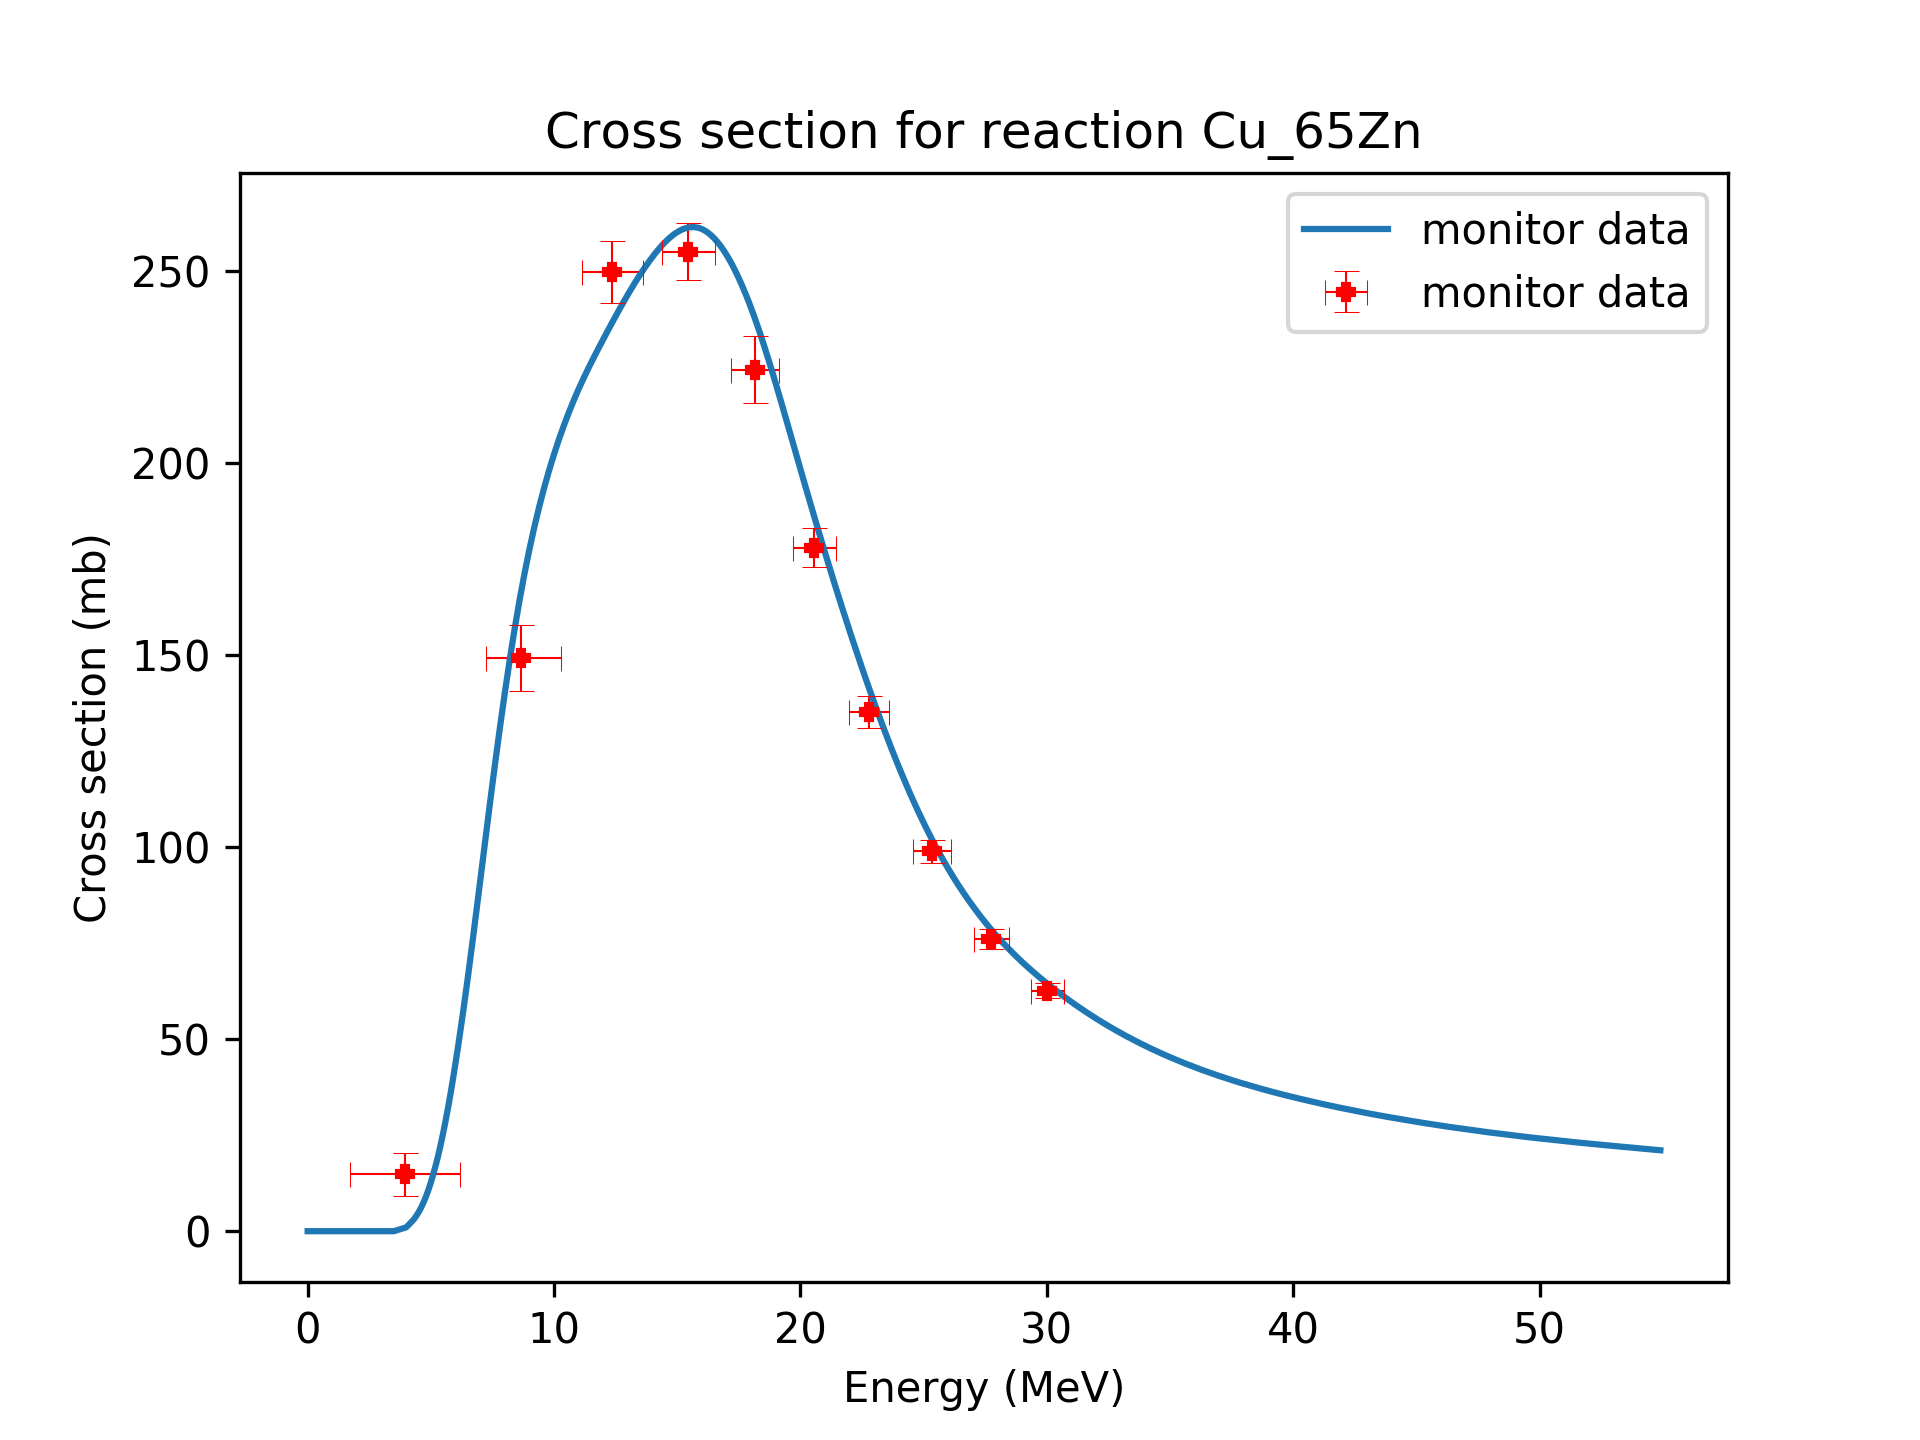 Cross section for reaction Cu_65Zn
monitor data
monitor data
Cross section (mb)
250
200
150
100
50
0
0 10 20 30 40 50
Energy (MeV)